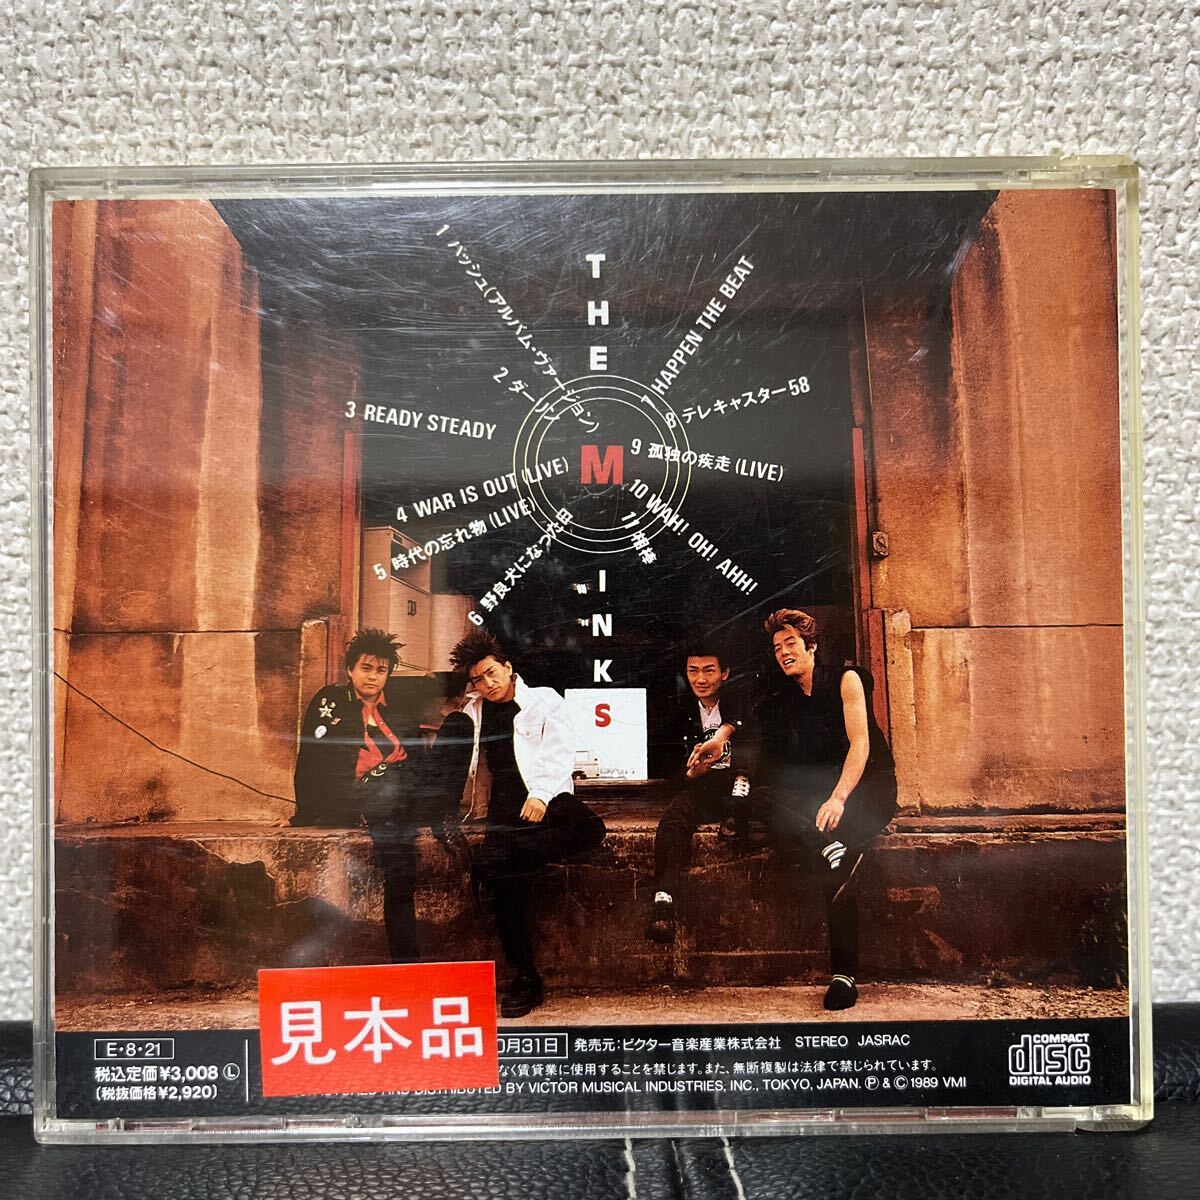 THE
M
INKS
1 バッシュ(アルバム・ヴァージョン)
2 ダーリン
3 READY STEADY
4 WAR IS OUT (LIVE)
5 時代の忘れ物 (LIVE)
6 野良犬になった日
7 HAPPEN THE BEAT
8 テレキャスター58
9 孤独の疾走 (LIVE)
10 WAH! OH! AHH!
11 相棒
見本品
E・8・21
税込定価¥3,008 Ⓛ
(税抜価格¥2,920)
0月31日 発売元:ビクター音楽産業株式会社 STEREO JASRAC
なく賃貸業に使用することを禁じます。また、無断複製は法律で禁じられています。
AND DISTRIBUTED BY VICTOR MUSICAL INDUSTRIES, INC., TOKYO, JAPAN. Ⓟ & © 1989 VMI
COMPACT
disc
DIGITAL AUDIO